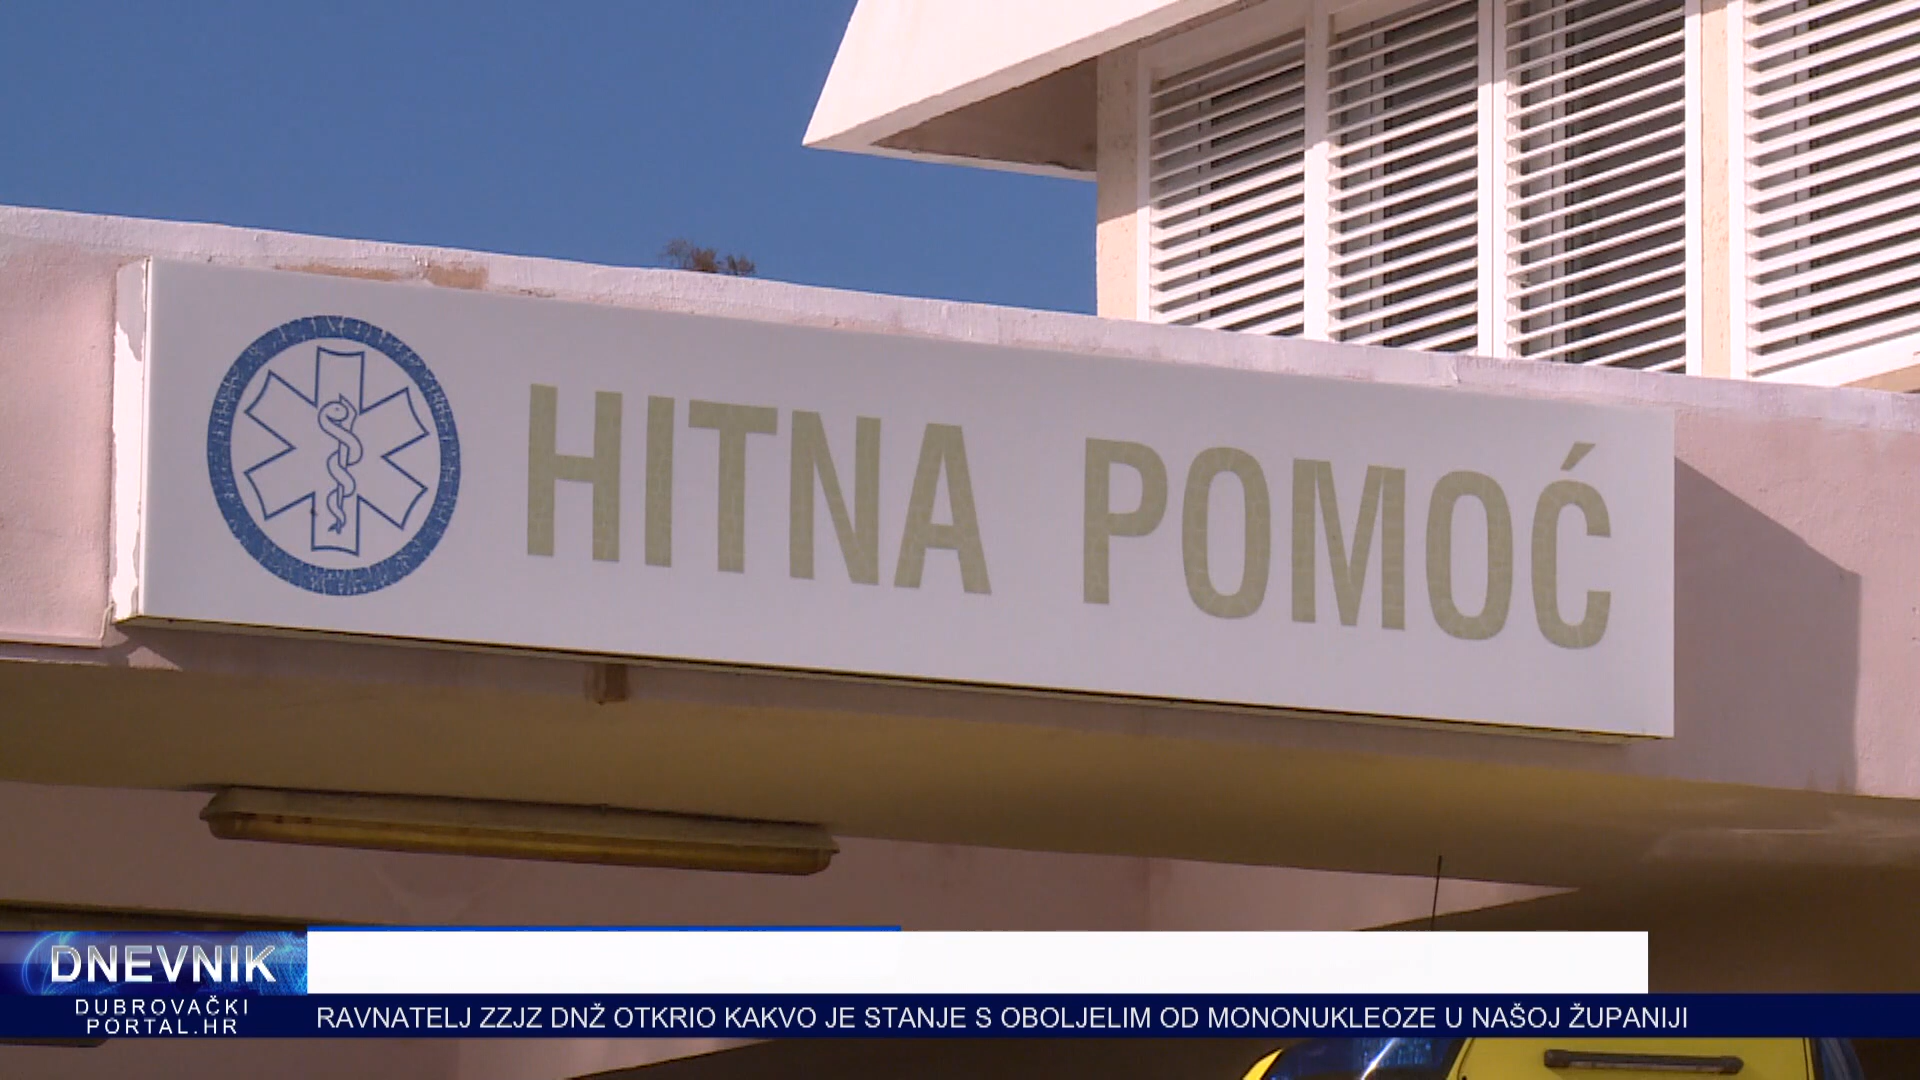 HITNA POMOĆ
DNEVNIK
DUBROVAČKI
PORTAL.HR
RAVNATELJ ZZJZ DNŽ OTKRIO KAKVO JE STANJE S OBOLJELIM OD MONONUKLEOZE U NAŠOJ ŽUPANIJI